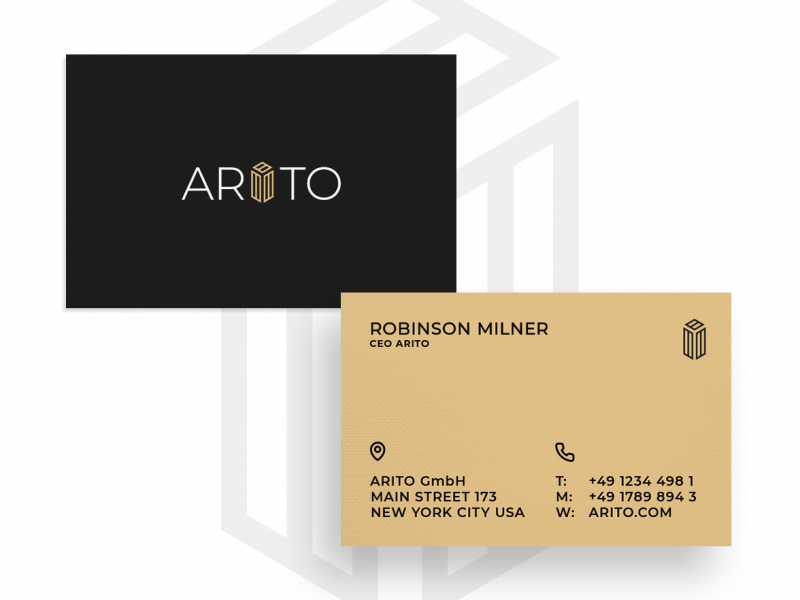 ARITO
ROBINSON MILNER
CEO ARITO
ARITO GmbH
MAIN STREET 173
NEW YORK CITY USA
T: +49 1234 498 1
M: +49 1789 894 3
W: ARITO.COM